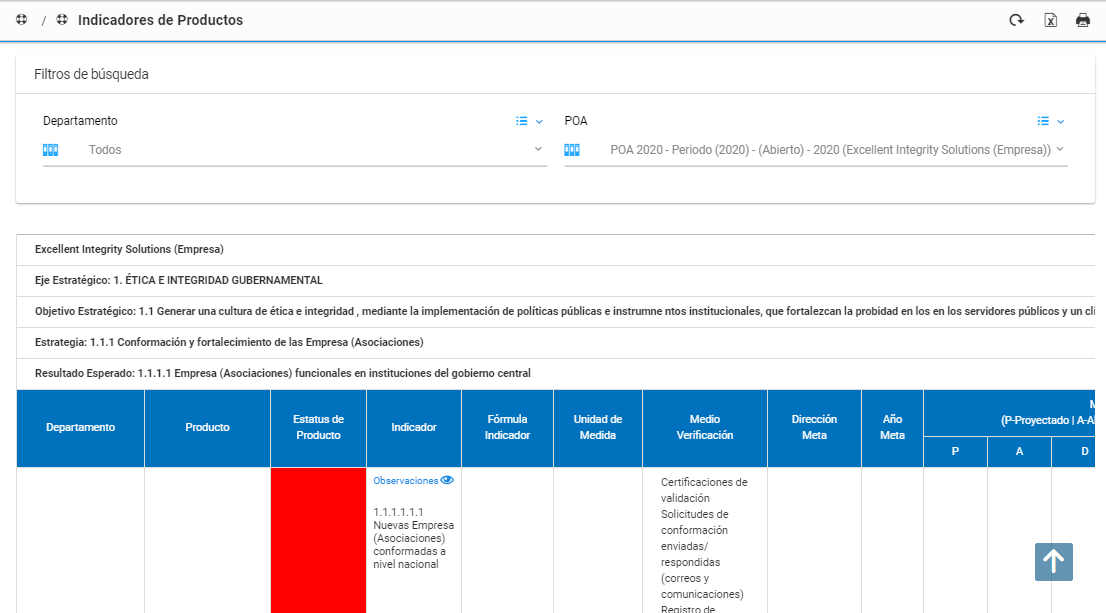 / Indicadores de Productos
Filtros de búsqueda
Departamento
POA
Todos
POA 2020 - Periodo (2020) - (Abierto) - 2020 (Excellent Integrity Solutions (Empresa))
Excellent Integrity Solutions (Empresa)
Eje Estratégico: 1. ÉTICA E INTEGRIDAD GUBERNAMENTAL
Objetivo Estratégico: 1.1 Generar una cultura de ética e integridad , mediante la implementación de políticas públicas e instrumne ntos institucionales, que fortalezcan la probidad en los en los servidores públicos y un cli
Estrategia: 1.1.1 Conformación y fortalecimiento de las Empresa (Asociaciones)
Resultado Esperado: 1.1.1.1 Empresa (Asociaciones) funcionales en instituciones del gobierno central
Departamento
Producto
Estatus de
Producto
Indicador
Fórmula
Indicador
Unidad de
Medida
Medio
Verificación
Dirección
Meta
Año
Meta
(P-Proyectado | A-Al
P
A
D
Observaciones
1.1.1.1.1.1
Nuevas Empresa
(Asociaciones)
conformadas a
nivel nacional
Certificaciones de
validación
Solicitudes de
conformación
enviadas/
respondidas
(correos y
comunicaciones)
Registro de